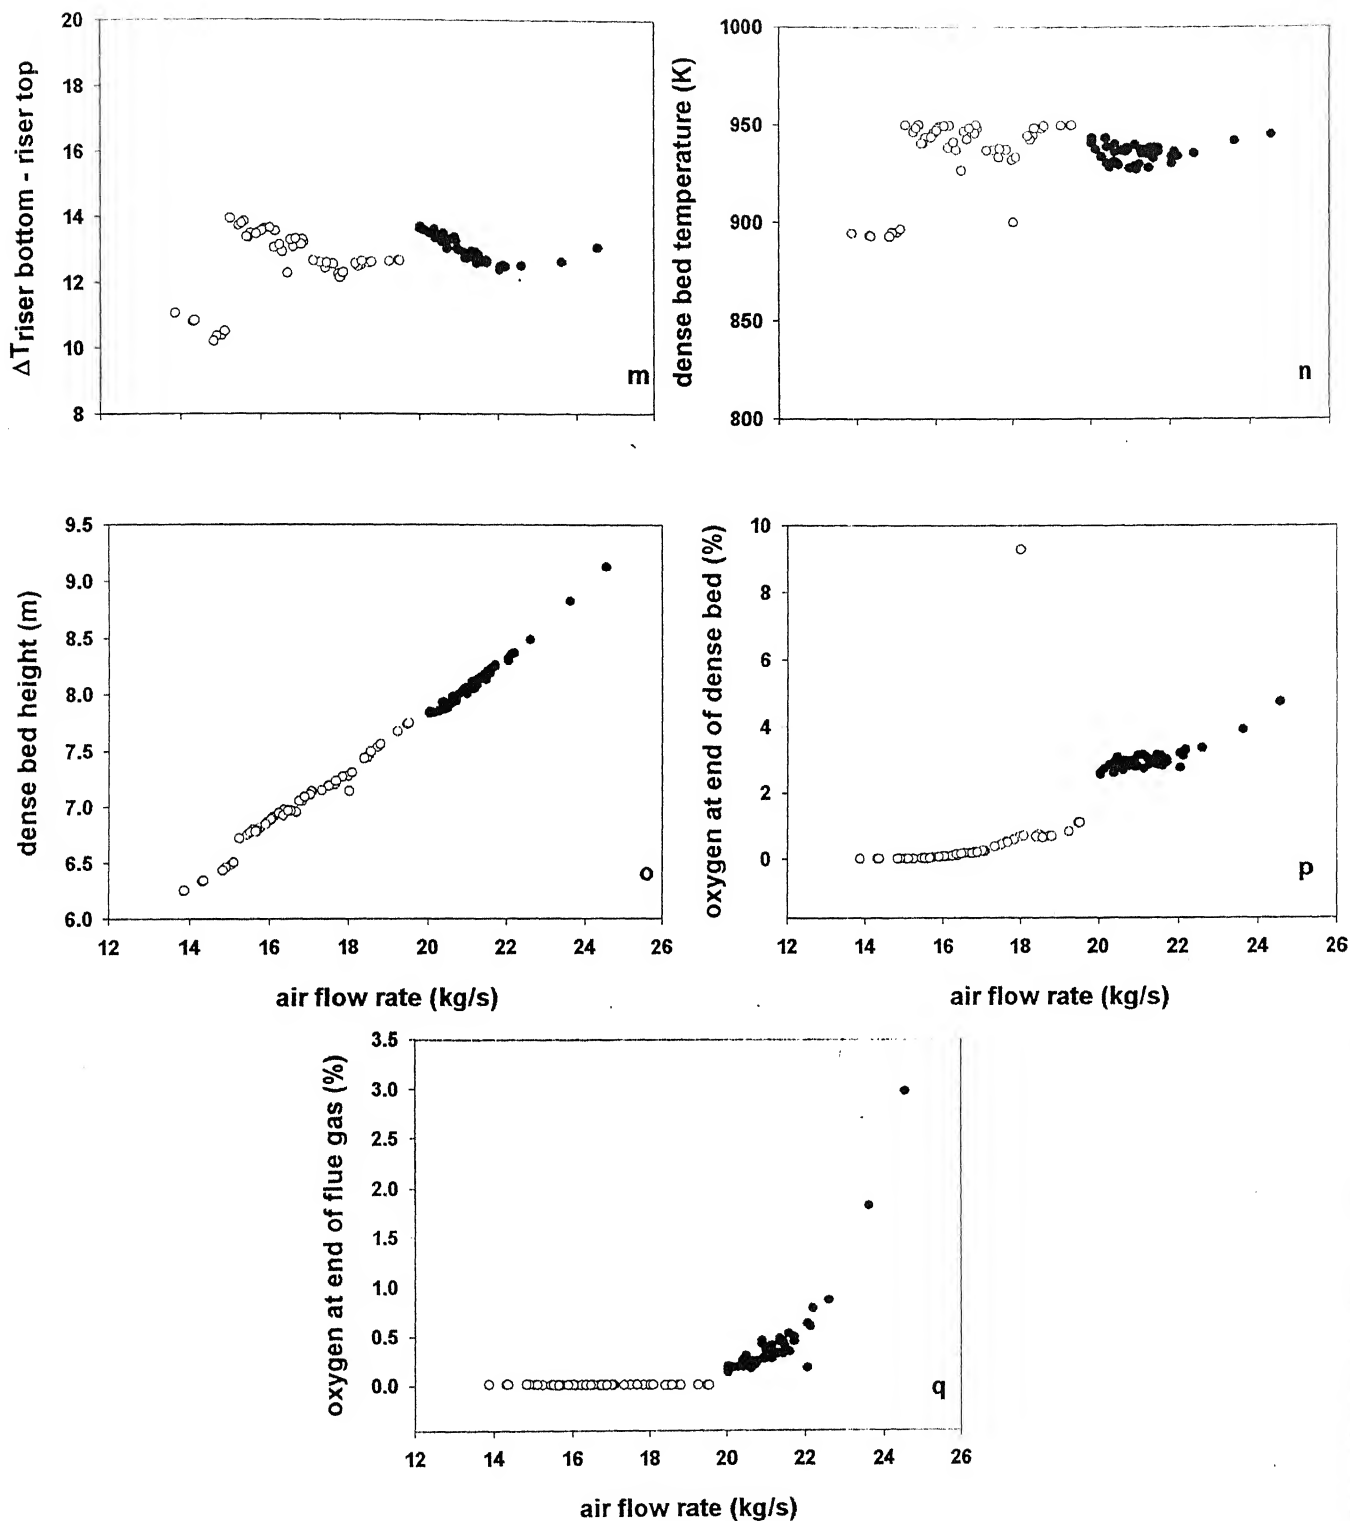 ΔTriser bottom - riser top
20
18
16
14
12
10
8
m
dense bed temperature (K)
1000
950
900
850
800
n
dense bed height (m)
9.5
9.0
8.5
8.0
7.5
7.0
6.5
6.0
o
12 14 16 18 20 22 24 26
air flow rate (kg/s)
oxygen at end of dense bed (%)
10
8
6
4
2
0
p
12 14 16 18 20 22 24 26
air flow rate (kg/s)
oxygen at end of flue gas (%)
3.5
3.0
2.5
2.0
1.5
1.0
0.5
0.0
q
12 14 16 18 20 22 24 26
air flow rate (kg/s)